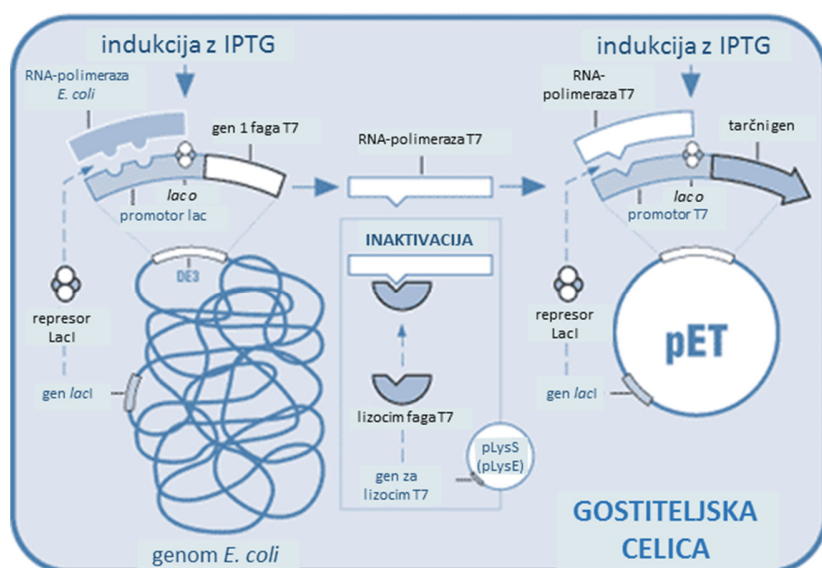 indukcija z IPTG
RNA-polimeraza
E. coli
gen 1 faga T7
lac o
promotor lac
DE3
represor
LacI
gen lacI
genom E. coli
RNA-polimeraza T7
INAKTIVACIJA
lizocim faga T7
gen za
lizocim T7
pLysS
(pLysE)
indukcija z IPTG
RNA-
polimeraza T7
tarčni gen
lac o
promotor T7
represor
LacI
gen lacI
pET
GOSTITELJSKA
CELICA